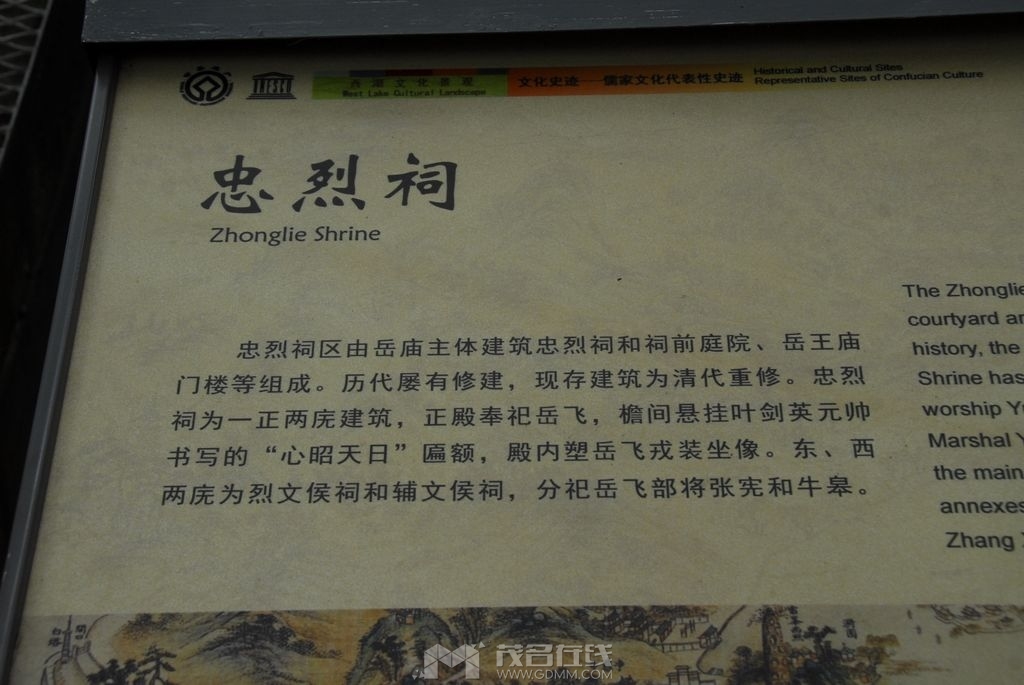 UNESCO
西湖文化景观
West Lake Cultural Landscape
文化史迹——儒家文化代表性史迹
Historical and Cultural Sites
Representative Sites of Confucian Culture
忠烈祠
Zhonglie Shrine
忠烈祠区由岳庙主体建筑忠烈祠和祠前庭院、岳王庙
门楼等组成。历代屡有修建，现存建筑为清代重修。忠烈
祠为一正两庑建筑，正殿奉祀岳飞，檐间悬挂叶剑英元帅
书写的“心昭天日”匾额，殿内塑岳飞戎装坐像。东、西
两庑为烈文侯祠和辅文侯祠，分祀岳飞部将张宪和牛皋。
The Zhonglie
courtyard an
history, the
Shrine has
worship Y
Marshal Y
the main
annexes
Zhang
白塔
茂名在线
WWW.GDMM.COM